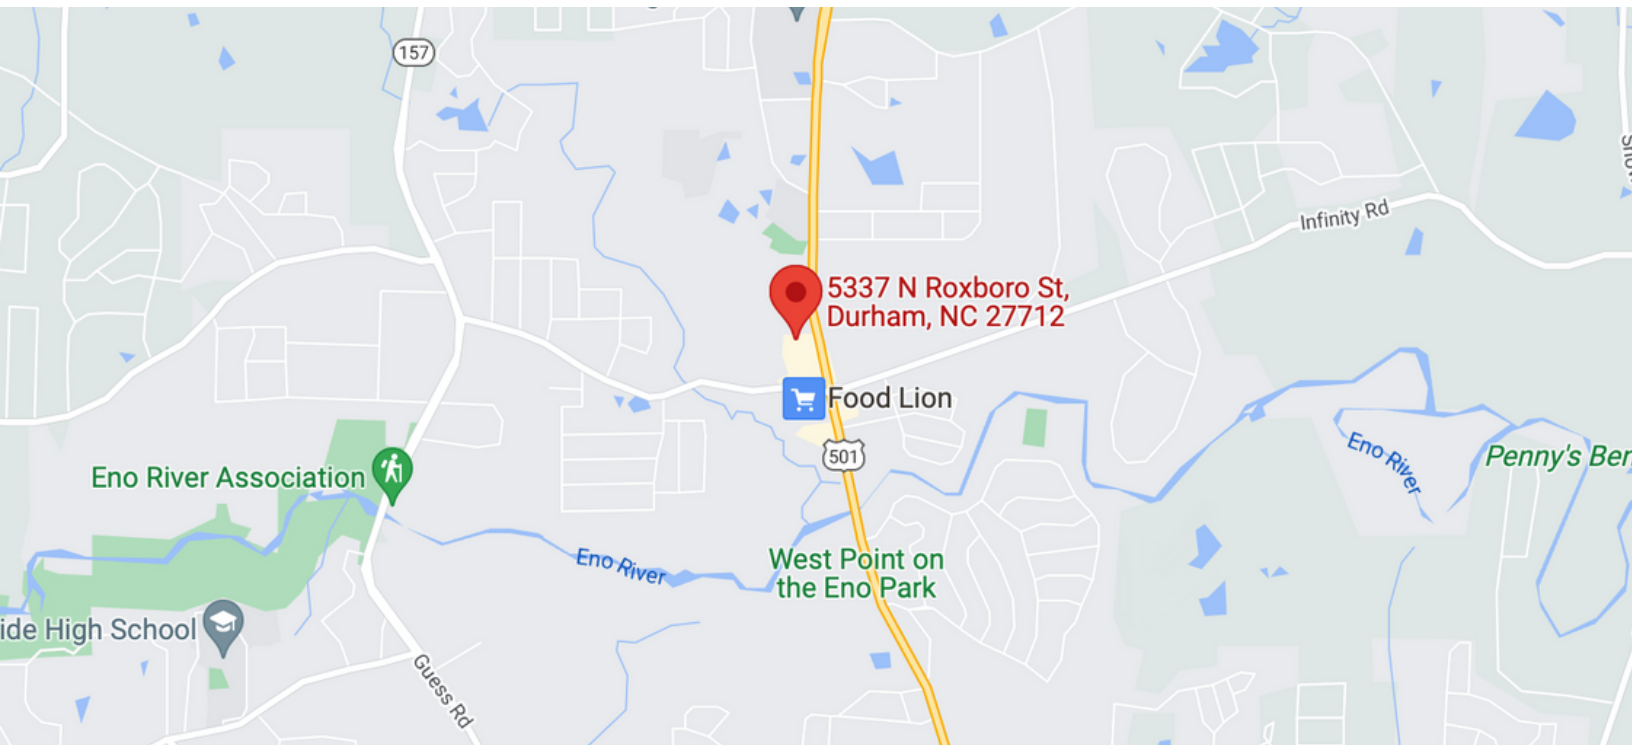 157
Infinity Rd
5337 N Roxboro St,
Durham, NC 27712
Food Lion
501
Eno River Association
Eno River
Penny's Ben
Eno River
West Point on
the Eno Park
ide High School
Guess Rd